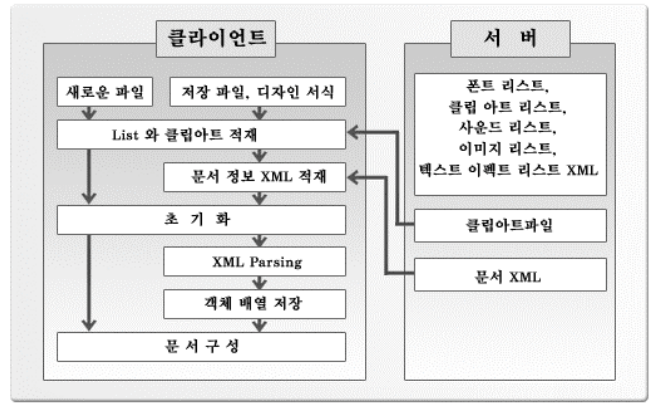 클라이언트
새로운 파일
저장 파일, 디자인 서식
List 와 클립아트 적재
문서 정보 XML 적재
초 기 화
XML Parsing
객체 배열 저장
문 서 구 성
서 버
폰트 리스트,
클립 아트 리스트,
사운드 리스트,
이미지 리스트,
텍스트 이펙트 리스트 XML
클립아트파일
문서 XML